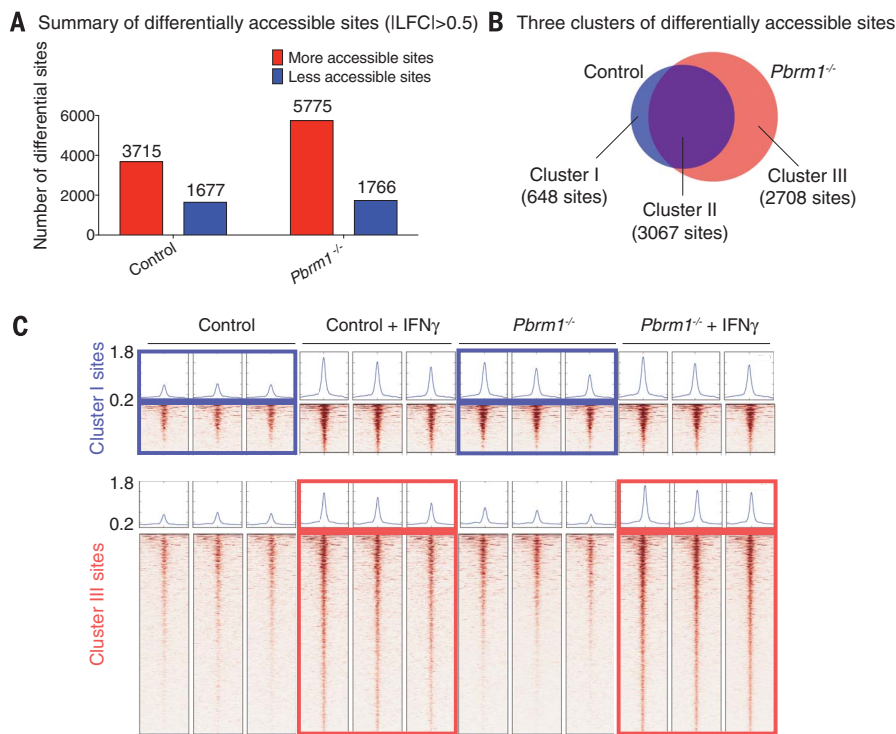 A Summary of differentially accessible sites (|LFC|>0.5)
More accessible sites
Less accessible sites
Number of differential sites
6000
4000
2000
0
3715
1677
5775
1766
Control
Pbrm1-/-
B Three clusters of differentially accessible sites
Control
Pbrm1-/-
Cluster I
(648 sites)
Cluster II
(3067 sites)
Cluster III
(2708 sites)
C
Control
Control + IFNγ
Pbrm1-/-
Pbrm1-/- + IFNγ
Cluster I sites
1.8
0.2
Cluster III sites
1.8
0.2